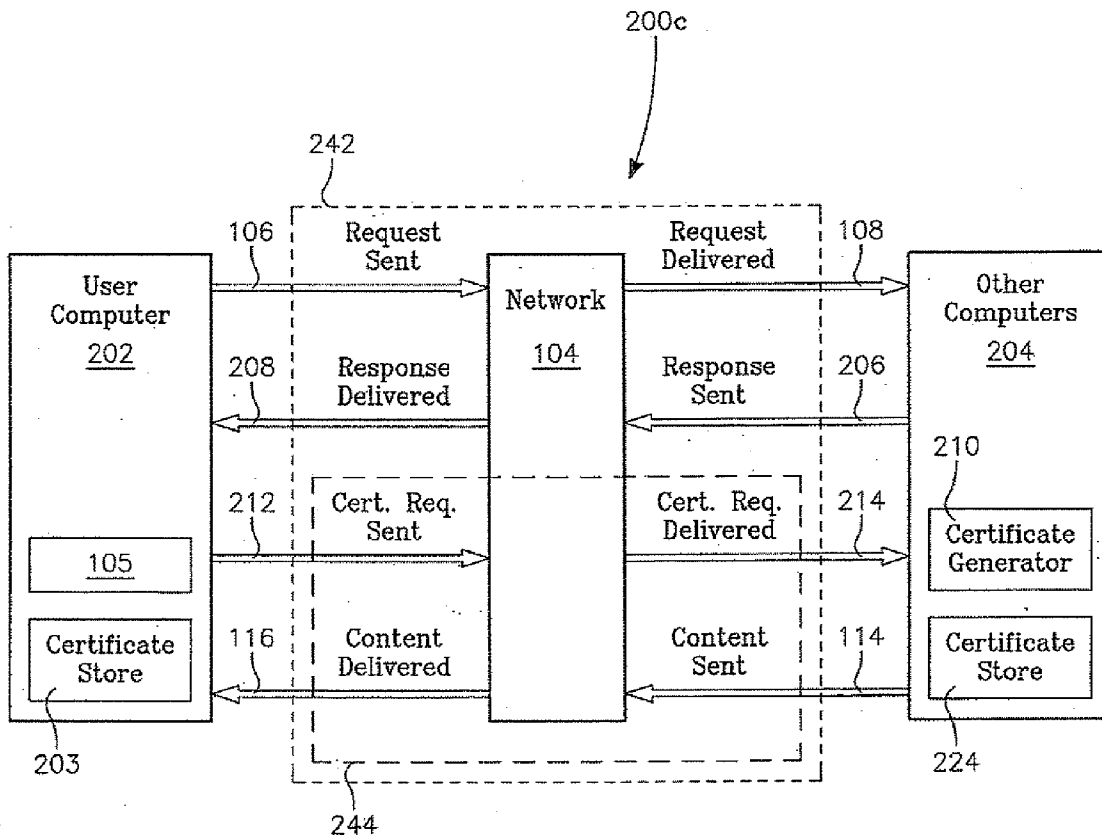 200c
242
106
Request
Sent
Request
Delivered
108
User
Computer
202
Network
104
Other
Computers
204
208
Response
Delivered
Response
Sent
206
210
212
Cert. Req.
Sent
Cert. Req.
Delivered
214
105
Certificate
Generator
Certificate
Store
116
Content
Delivered
Content
Sent
114
Certificate
Store
203
224
244